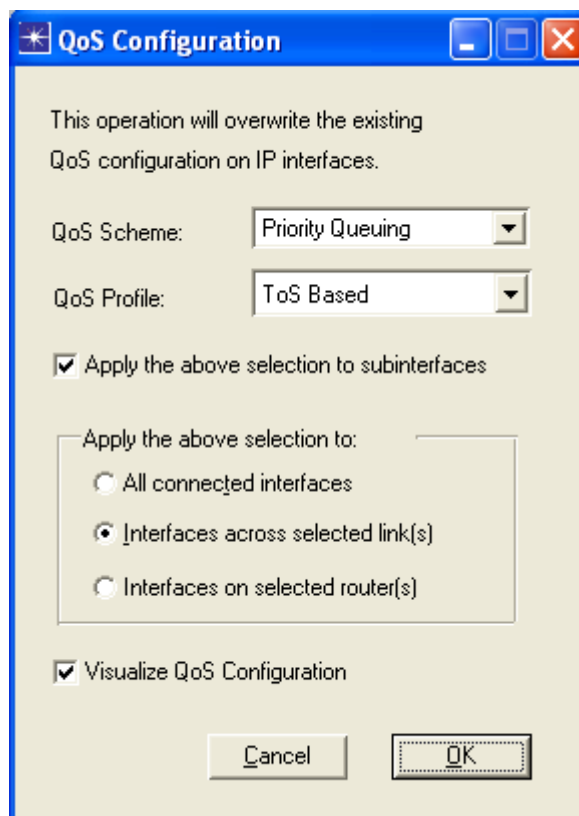 QoS Configuration
This operation will overwrite the existing
QoS configuration on IP interfaces.
QoS Scheme: Priority Queuing
QoS Profile: ToS Based
Apply the above selection to subinterfaces
Apply the above selection to:
All connected interfaces
Interfaces across selected link(s)
Interfaces on selected router(s)
Visualize QoS Configuration
Cancel OK